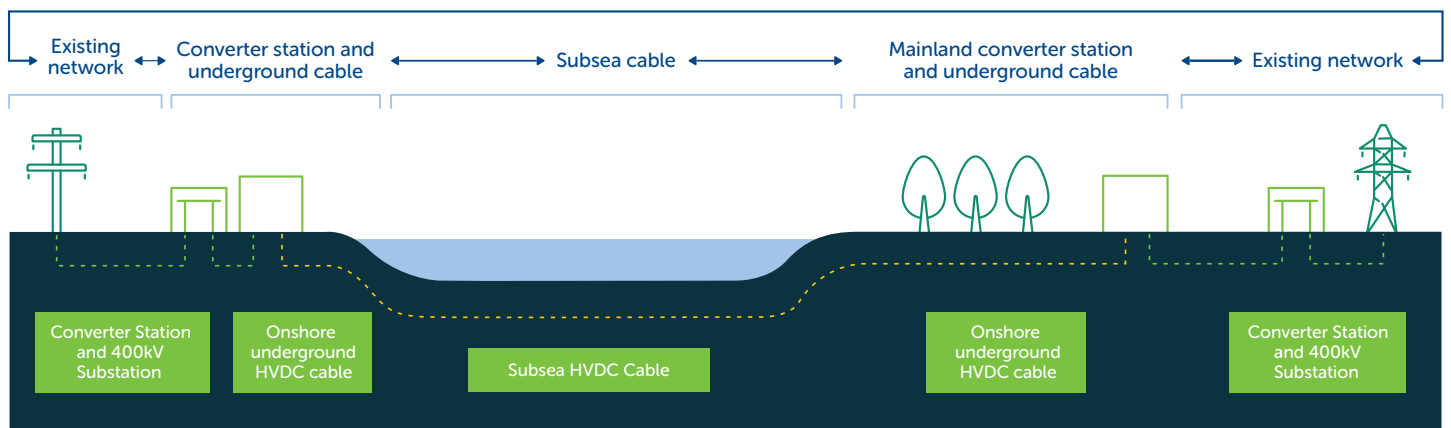 Existing
network
Converter station and
underground cable
Subsea cable
Mainland converter station
and underground cable
Existing network
Converter Station
and 400kV
Substation
Onshore
underground
HVDC cable
Subsea HVDC Cable
Onshore
underground
HVDC cable
Converter Station
and 400kV
Substation